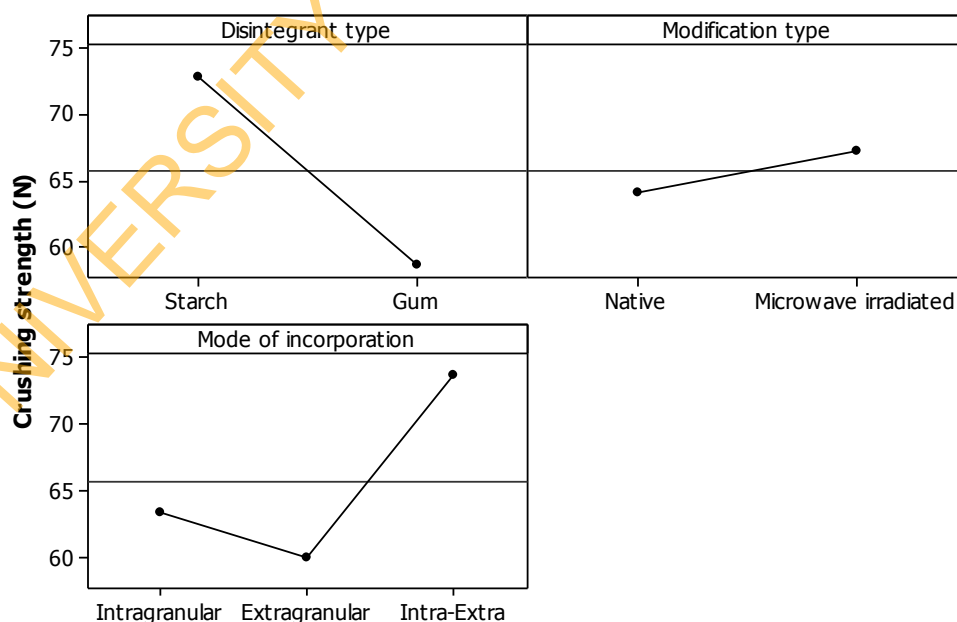 Disintegrant type Modification type
75
70
65
60
Starch Gum Native Microwave irradiated
Mode of incorporation
75
70
65
60
Intragranular Extragranular Intra-Extra
Crushing strength (N)
NIVERSITY